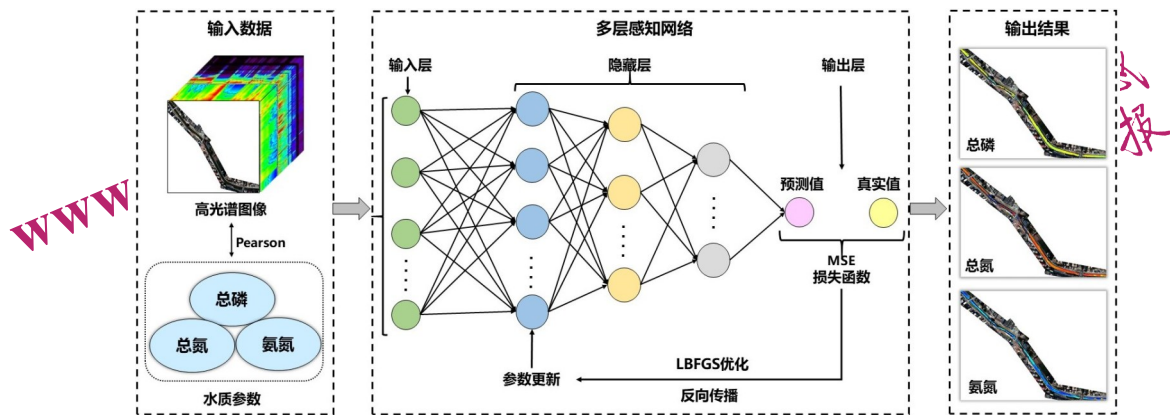 输入数据
高光谱图像
Pearson
总磷
总氮
氨氮
水质参数
多层感知网络
输入层
隐藏层
输出层
预测值
真实值
MSE
损失函数
LBFGS优化
参数更新
反向传播
输出结果
总磷
总氮
氨氮
www
报